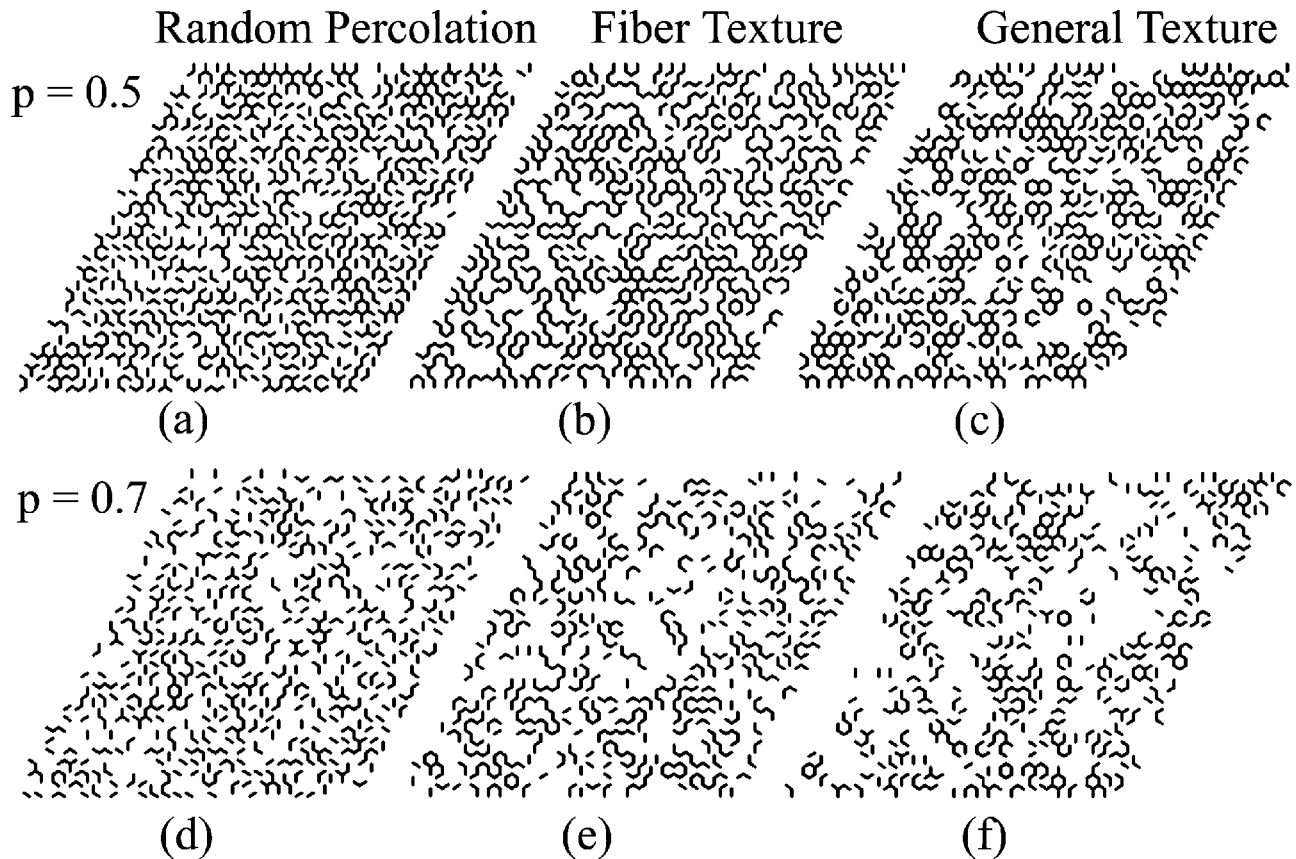 Random Percolation Fiber Texture General Texture
p = 0.5
(a) (b) (c)
p = 0.7
(d) (e) (f)